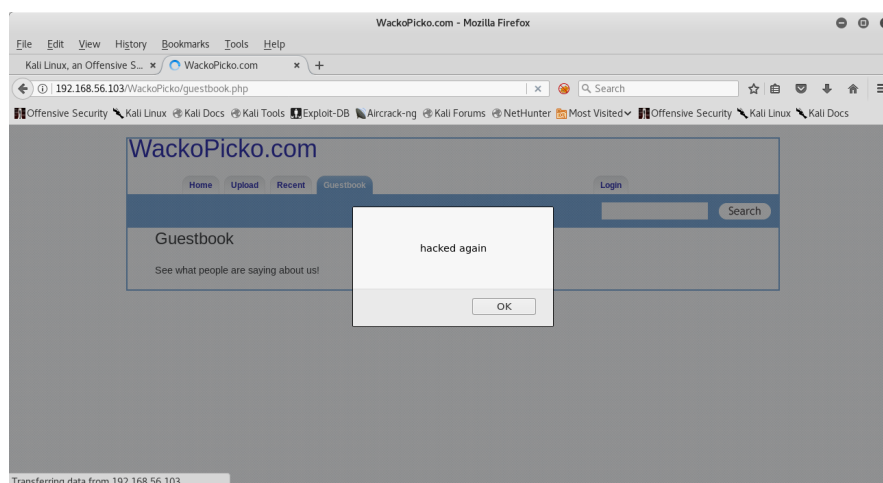 WackoPicko.com - Mozilla Firefox
File Edit View History Bookmarks Tools Help
Kali Linux, an Offensive S... × WackoPicko.com × +
192.168.56.103/WackoPicko/guestbook.php × Search
Offensive Security Kali Linux Kali Docs Kali Tools Exploit-DB Aircrack-ng Kali Forums NetHunter Most Visited Offensive Security Kali Linux Kali Docs
WackoPicko.com
Home Upload Recent Guestbook Login
Search
Guestbook
See what people are saying about us!
hacked again
OK
Transferring data from 192.168.56.103